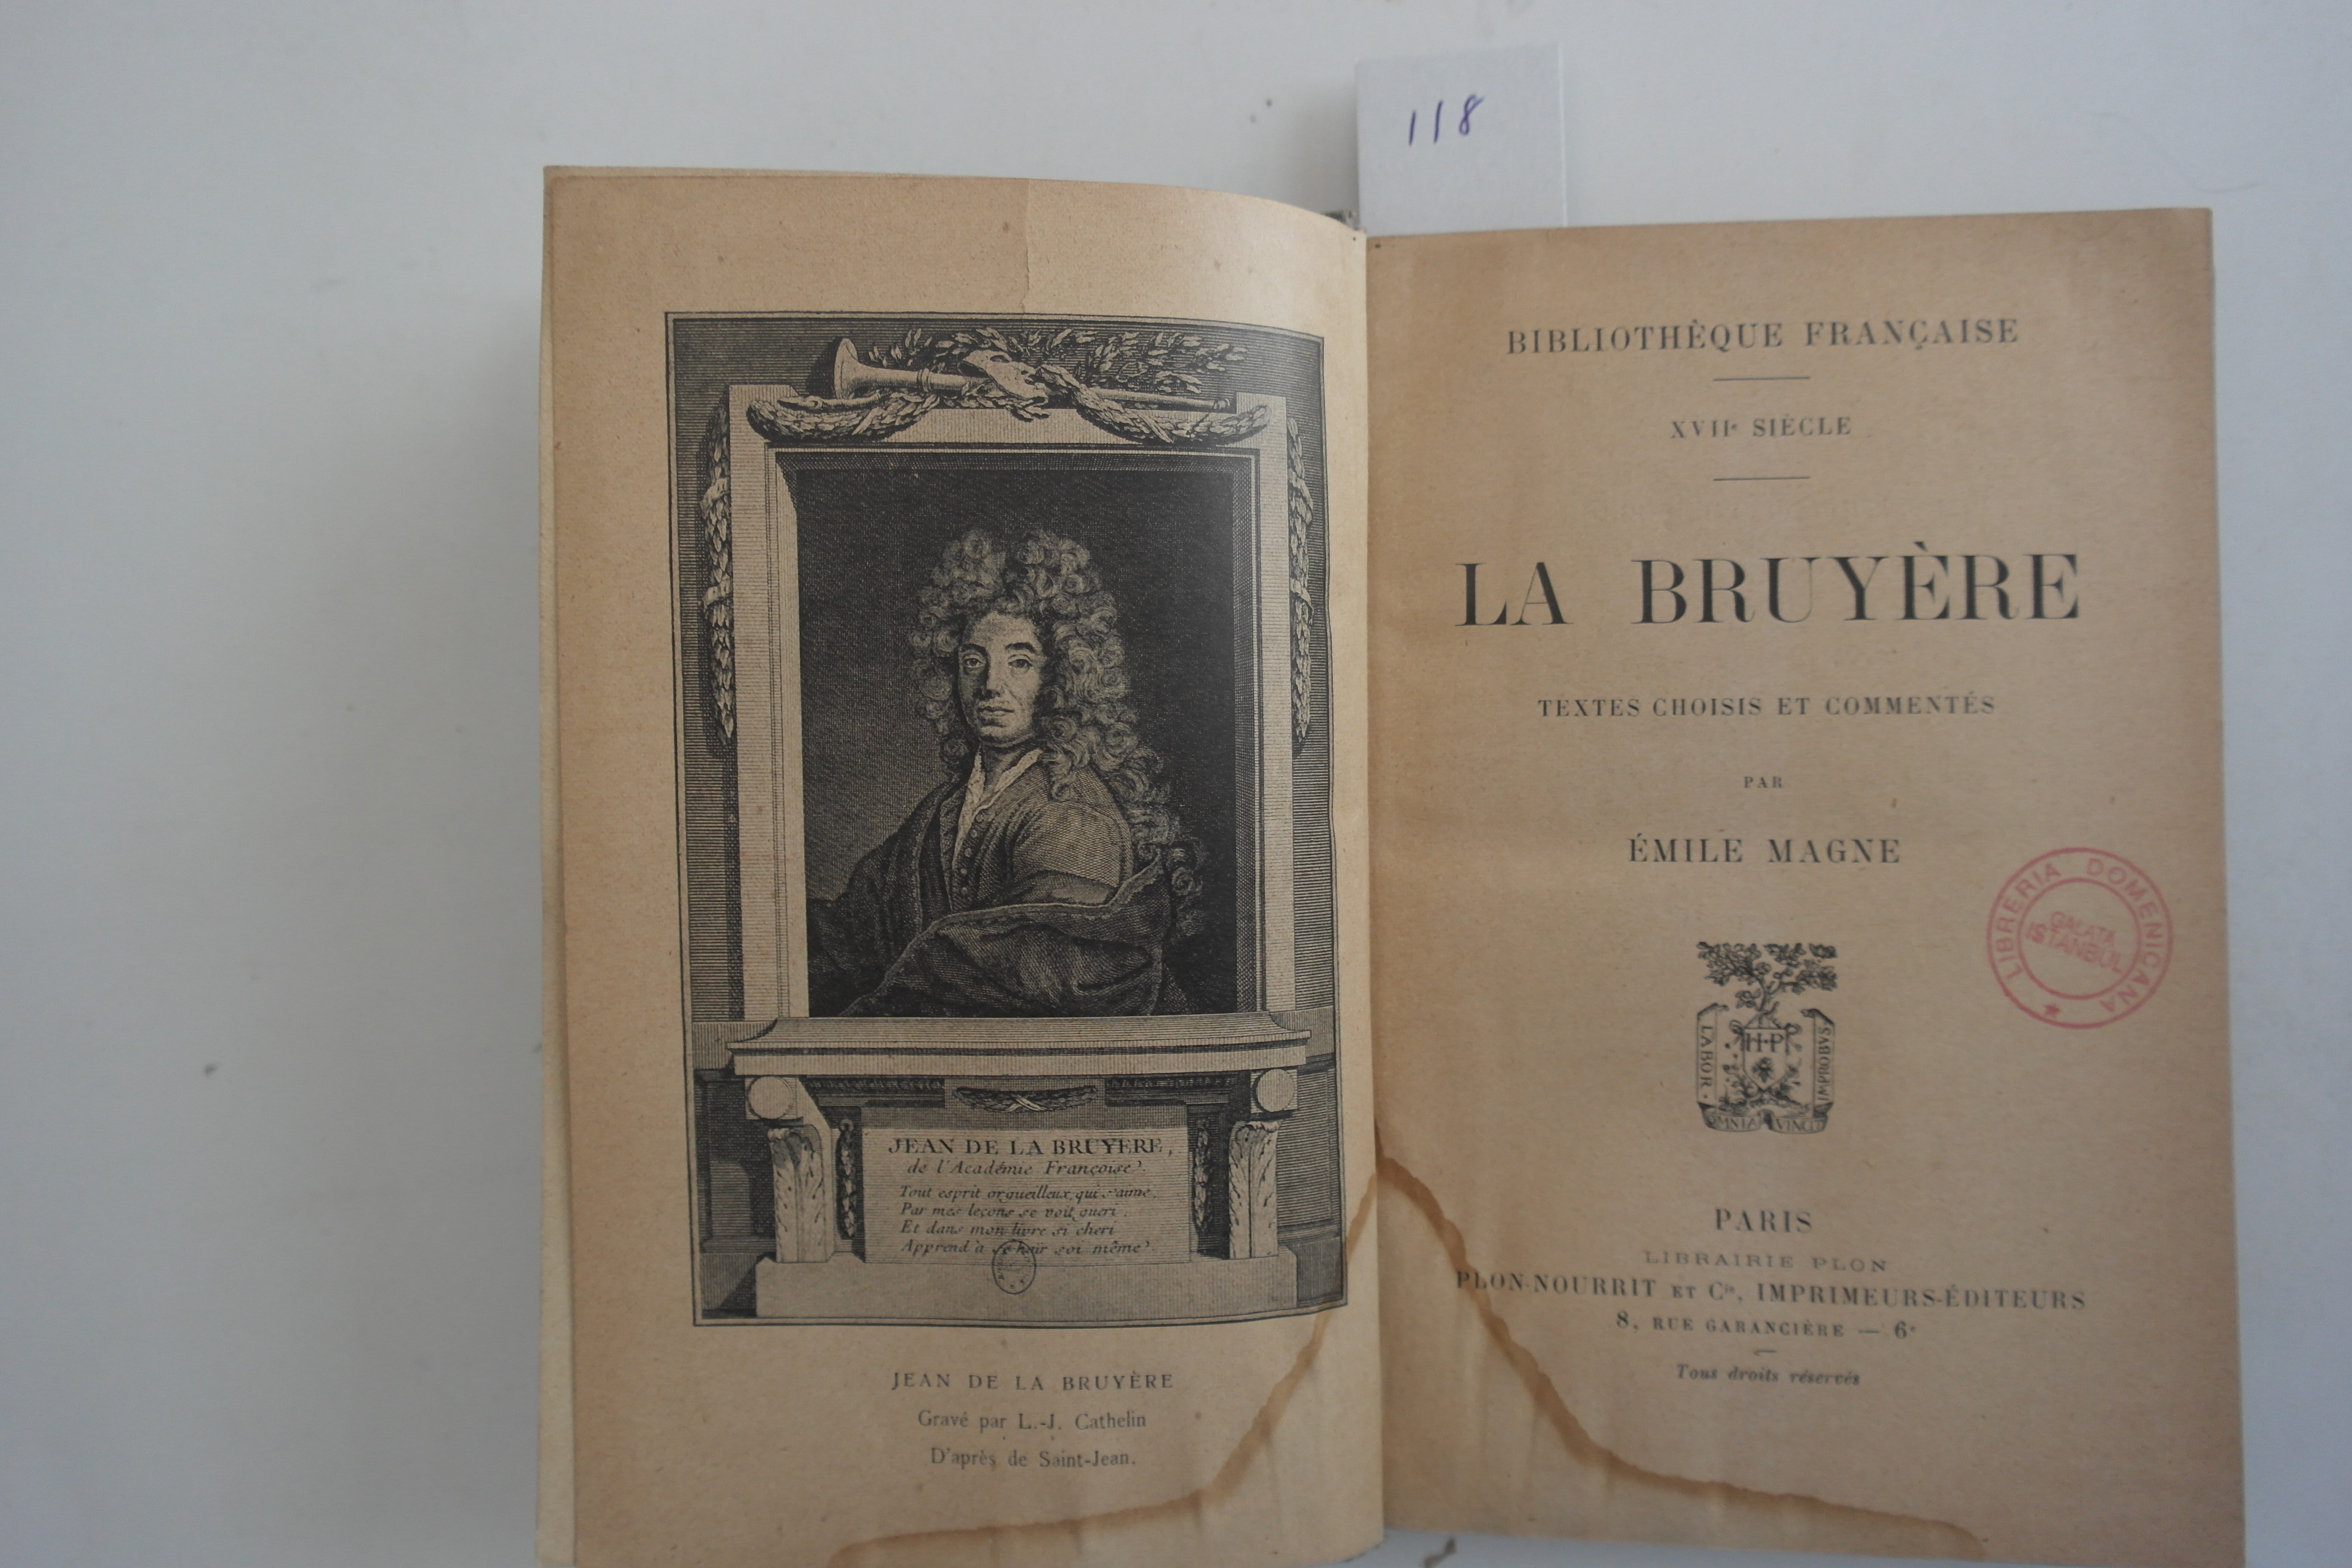 118
JEAN DE LA BRUYERE,
de l'Académie Françoise.
Tout esprit orgueilleux qui s'aime,
Par mes leçons se voit gueri.
Et dans mon livre si cheri
Apprend à se haïr soi même.
JEAN DE LA BRUYÈRE
Gravé par L.-J. Cathelin
D'après de Saint-Jean.
BIBLIOTHÈQUE FRANÇAISE
XVIIe SIÈCLE
LA BRUYÈRE
TEXTES CHOISIS ET COMMENTÉS
PAR
ÉMILE MAGNE
LIBRERIA DOMENICANA
GALATA
ISTANBUL
H·P
LABOR
OMNIA VINCIT
IMPROBVS
PARIS
LIBRAIRIE PLON
PLON-NOURRIT ET Cie, IMPRIMEURS-ÉDITEURS
8, RUE GARANCIÈRE — 6e
Tous droits réservés